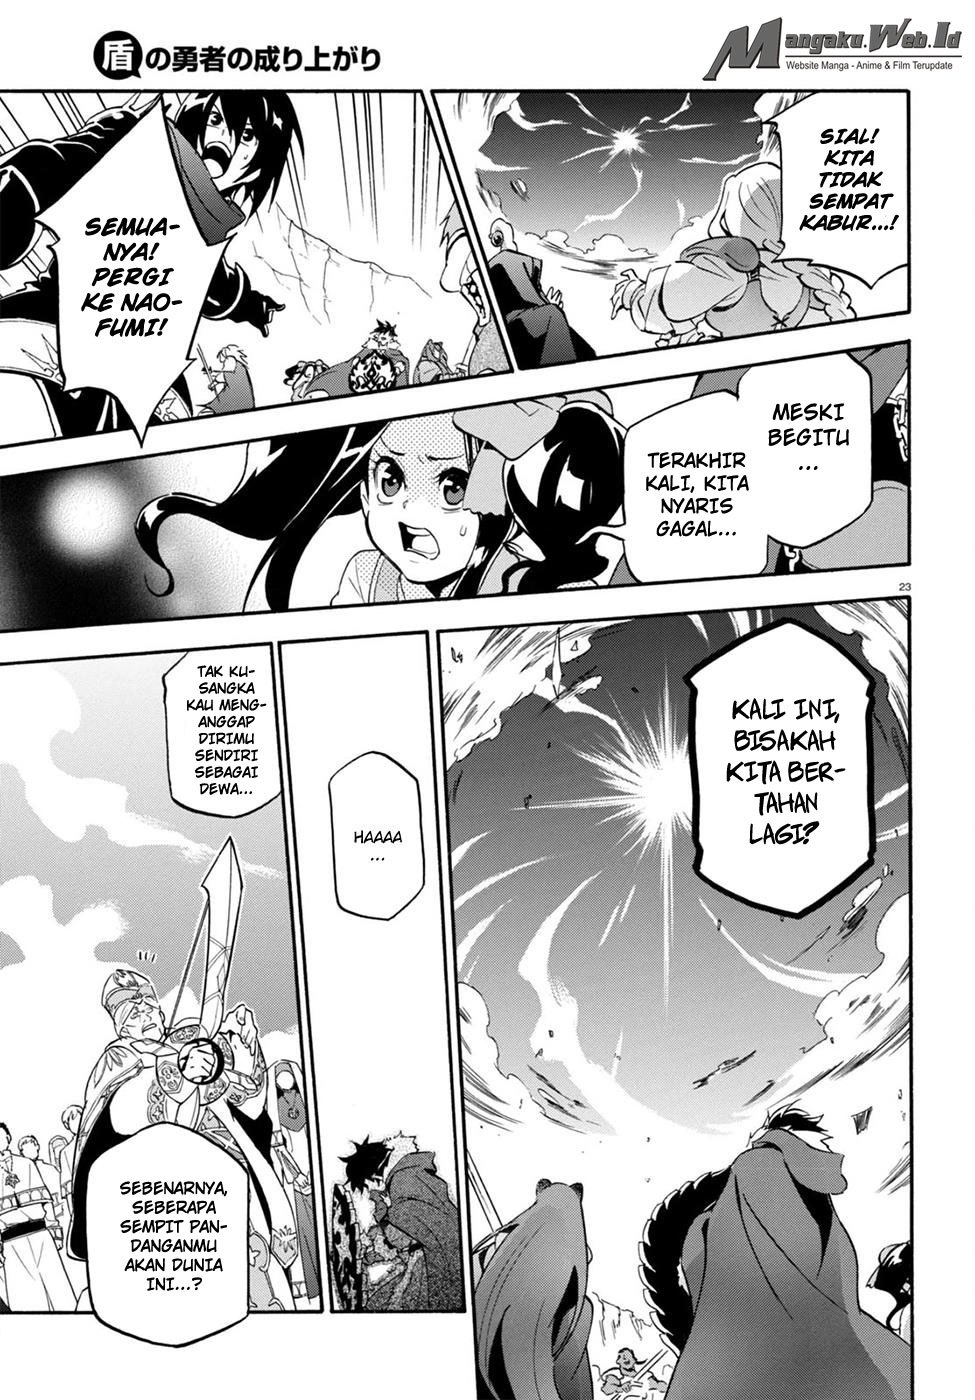 盾の勇者の成り上がり
Mangaku.Web.Id
Website Manga - Anime & Film Terupdate
SIAL!
KITA
TIDAK
SEMPAT
KABUR...!
SEMUA-
NYA!
PERGI
KE NAO-
FUMI!
MESKI
BEGITU
...
TERAKHIR
KALI, KITA
NYARIS
GAGAL...
23
KALI INI,
BISAKAH
KITA BER-
TAHAN
LAGI?
HAAAA
...
TAK KU-
SANGKA
KAU MENG-
ANGGAP
DIRIMU
SENDIRI
SEBAGAI
DEWA...
SEBENARNYA,
SEBERAPA
SEMPIT PAN-
DANGANMU
AKAN DUNIA
INI...?